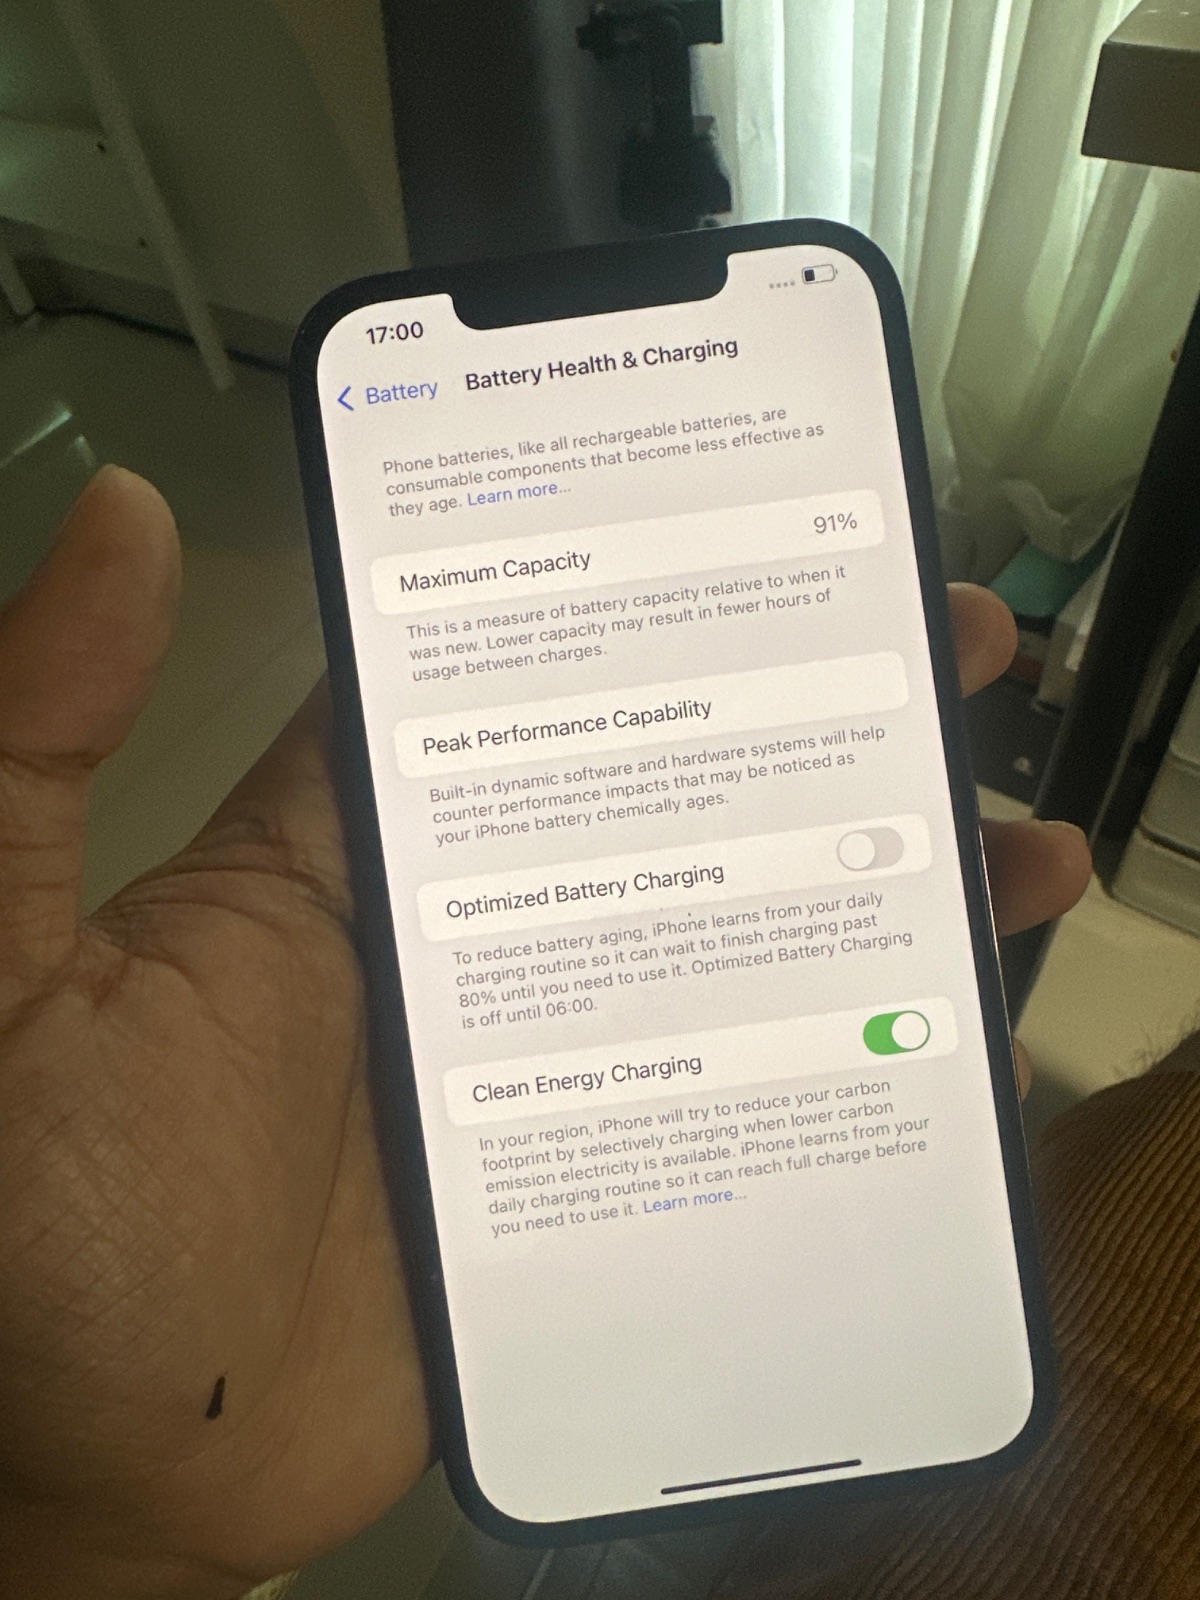 17:00
Battery
Battery Health & Charging
Phone batteries, like all rechargeable batteries, are
consumable components that become less effective as
they age. Learn more...
Maximum Capacity
91%
This is a measure of battery capacity relative to when it
was new. Lower capacity may result in fewer hours of
usage between charges.
Peak Performance Capability
Built-in dynamic software and hardware systems will help
counter performance impacts that may be noticed as
your iPhone battery chemically ages.
Optimized Battery Charging
To reduce battery aging, iPhone learns from your daily
charging routine so it can wait to finish charging past
80% until you need to use it. Optimized Battery Charging
is off until 06:00.
Clean Energy Charging
In your region, iPhone will try to reduce your carbon
footprint by selectively charging when lower carbon
emission electricity is available. iPhone learns from your
daily charging routine so it can reach full charge before
you need to use it. Learn more...